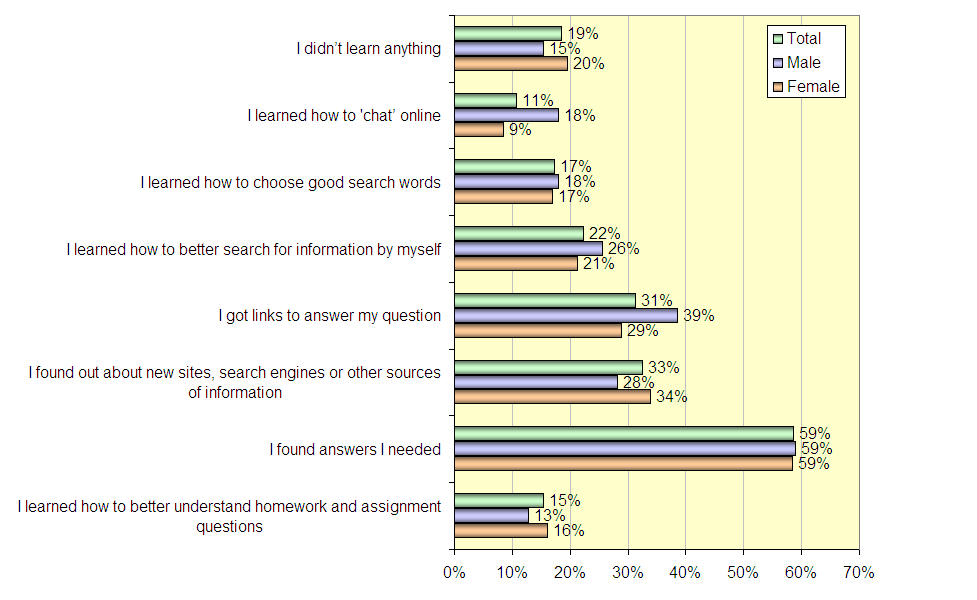 Total
Male
Female
I didn’t learn anything
19%
15%
20%
I learned how to 'chat’ online
11%
18%
9%
I learned how to choose good search words
17%
18%
17%
I learned how to better search for information by myself
22%
26%
21%
I got links to answer my question
31%
39%
29%
I found out about new sites, search engines or other sources
of information
33%
28%
34%
I found answers I needed
59%
59%
59%
I learned how to better understand homework and assignment
questions
15%
13%
16%
0% 10% 20% 30% 40% 50% 60% 70%